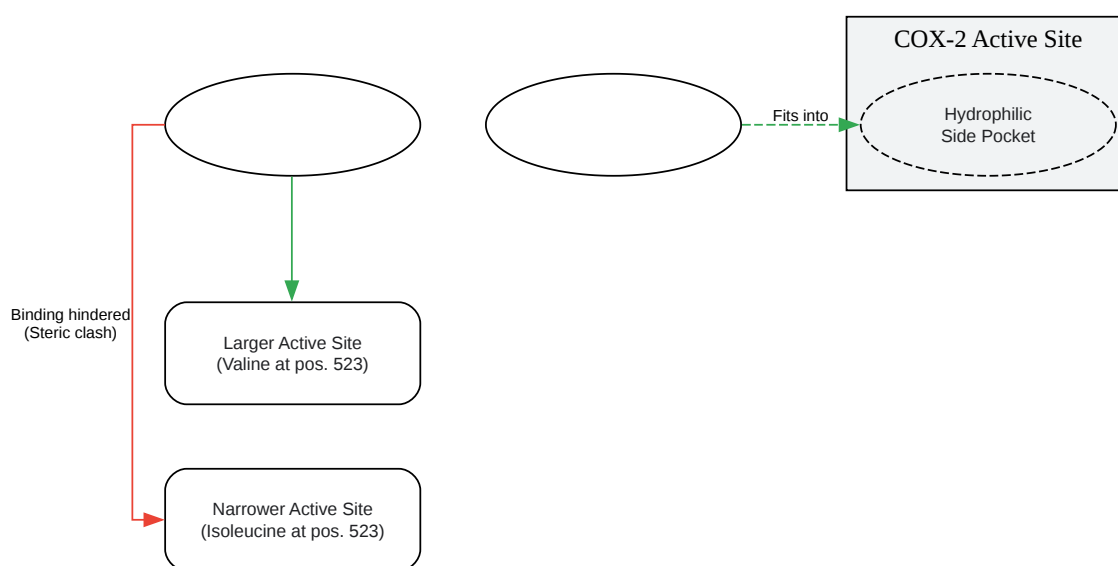 COX-2 Active Site
Fits into
Hydrophilic
Side Pocket
Binding hindered
(Steric clash)
Larger Active Site
(Valine at pos. 523)
Narrower Active Site
(Isoleucine at pos. 523)